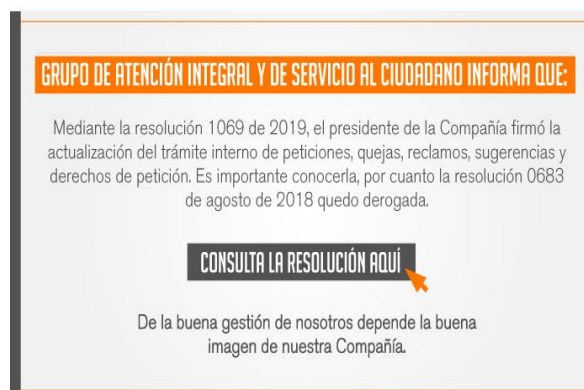 GRUPO DE ATENCIÓN INTEGRAL Y DE SERVICIO AL CIUDADANO INFORMA QUE:
Mediante la resolución 1069 de 2019, el presidente de la Compañía firmó la
actualización del trámite interno de peticiones, quejas, reclamos, sugerencias y
derechos de petición. Es importante conocerla, por cuanto la resolución 0683
de agosto de 2018 quedo derogada.
CONSULTA LA RESOLUCIÓN AQUÍ
De la buena gestión de nosotros depende la buena
imagen de nuestra Compañía.